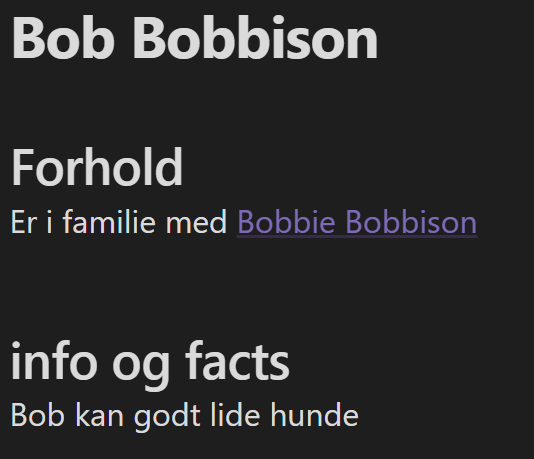 Bob Bobbison
Forhold
Er i familie med Bobbie Bobbison
info og facts
Bob kan godt lide hunde